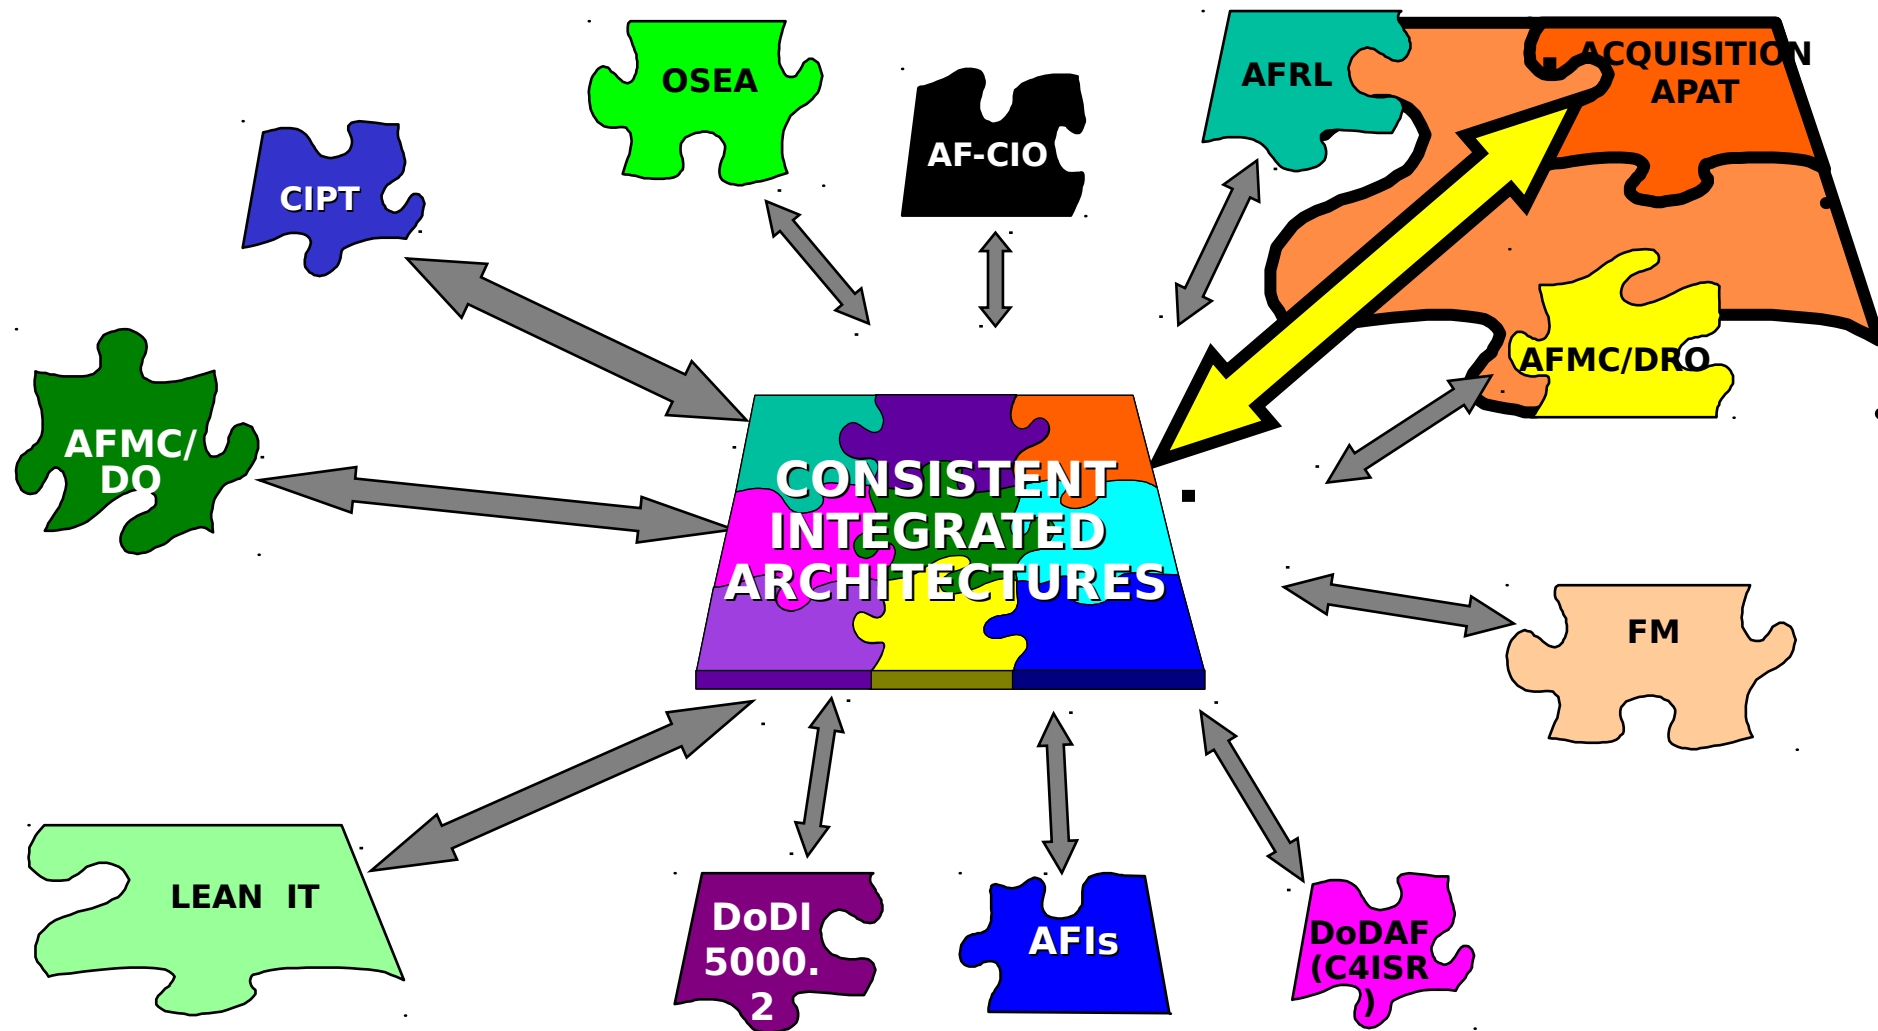 OSEA
AFRL
ACQUISITION
APAT
AF-CIO
CIPT
AFMC/DRO
AFMC/
DO
CONSISTENT
INTEGRATED
ARCHITECTURES
FM
LEAN IT
DoDI
5000.
2
AFIs
DoDAF
(C4ISR
)